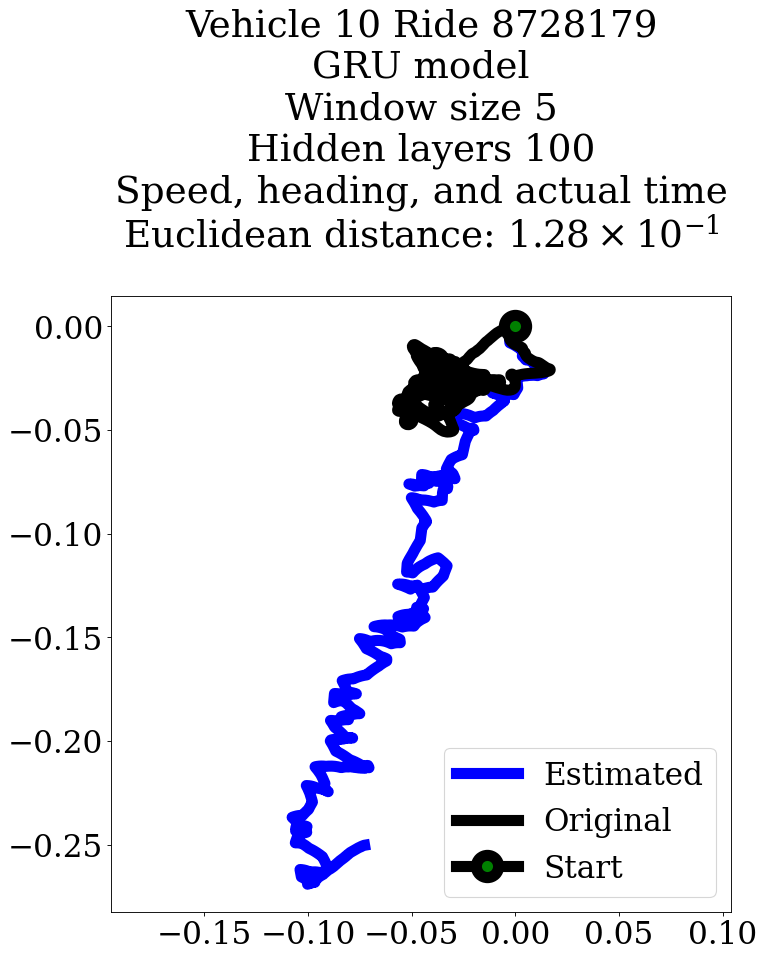 Vehicle 10 Ride 8728179
GRU model
Window size 5
Hidden layers 100
Speed, heading, and actual time
Euclidean distance: 1.28 × 10⁻¹
0.00
−0.05
−0.10
−0.15
−0.20
−0.25
Estimated
Original
Start
−0.15 −0.10 −0.05 0.00 0.05 0.10